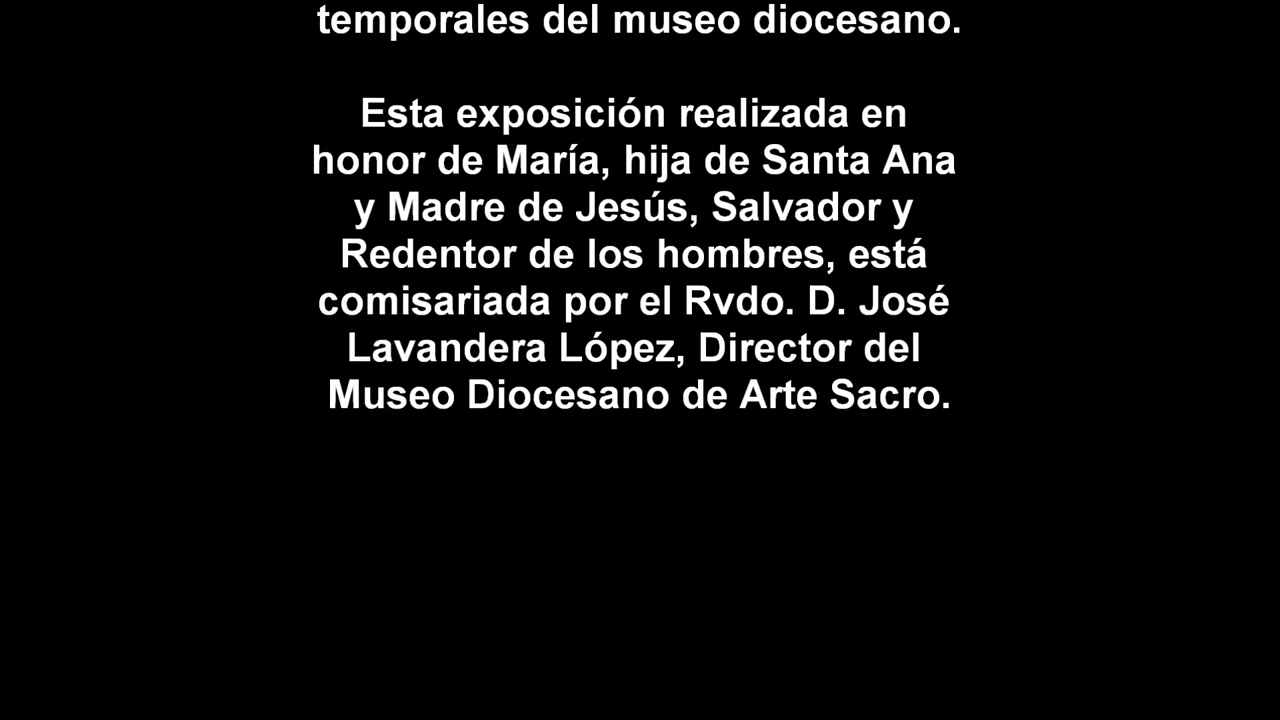 temporales del museo diocesano.
Esta exposición realizada en
honor de María, hija de Santa Ana
y Madre de Jesús, Salvador y
Redentor de los hombres, está
comisariada por el Rvdo. D. José
Lavandera López, Director del
Museo Diocesano de Arte Sacro.